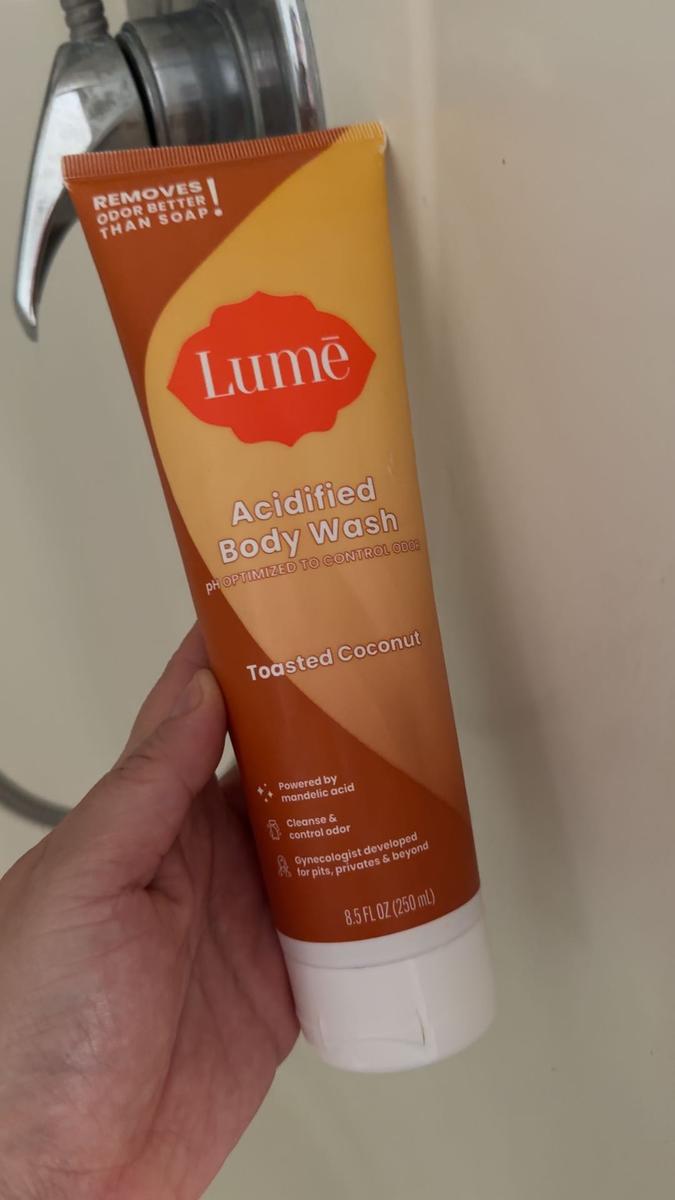 REMOVES
ODOR BETTER
THAN SOAP!
Lumē
Acidified
Body Wash
pH OPTIMIZED TO CONTROL ODOR
Toasted Coconut
Powered by
mandelic acid
Cleanse &
control odor
Gynecologist developed
for pits, privates & beyond
8.5 FL OZ (250 mL)